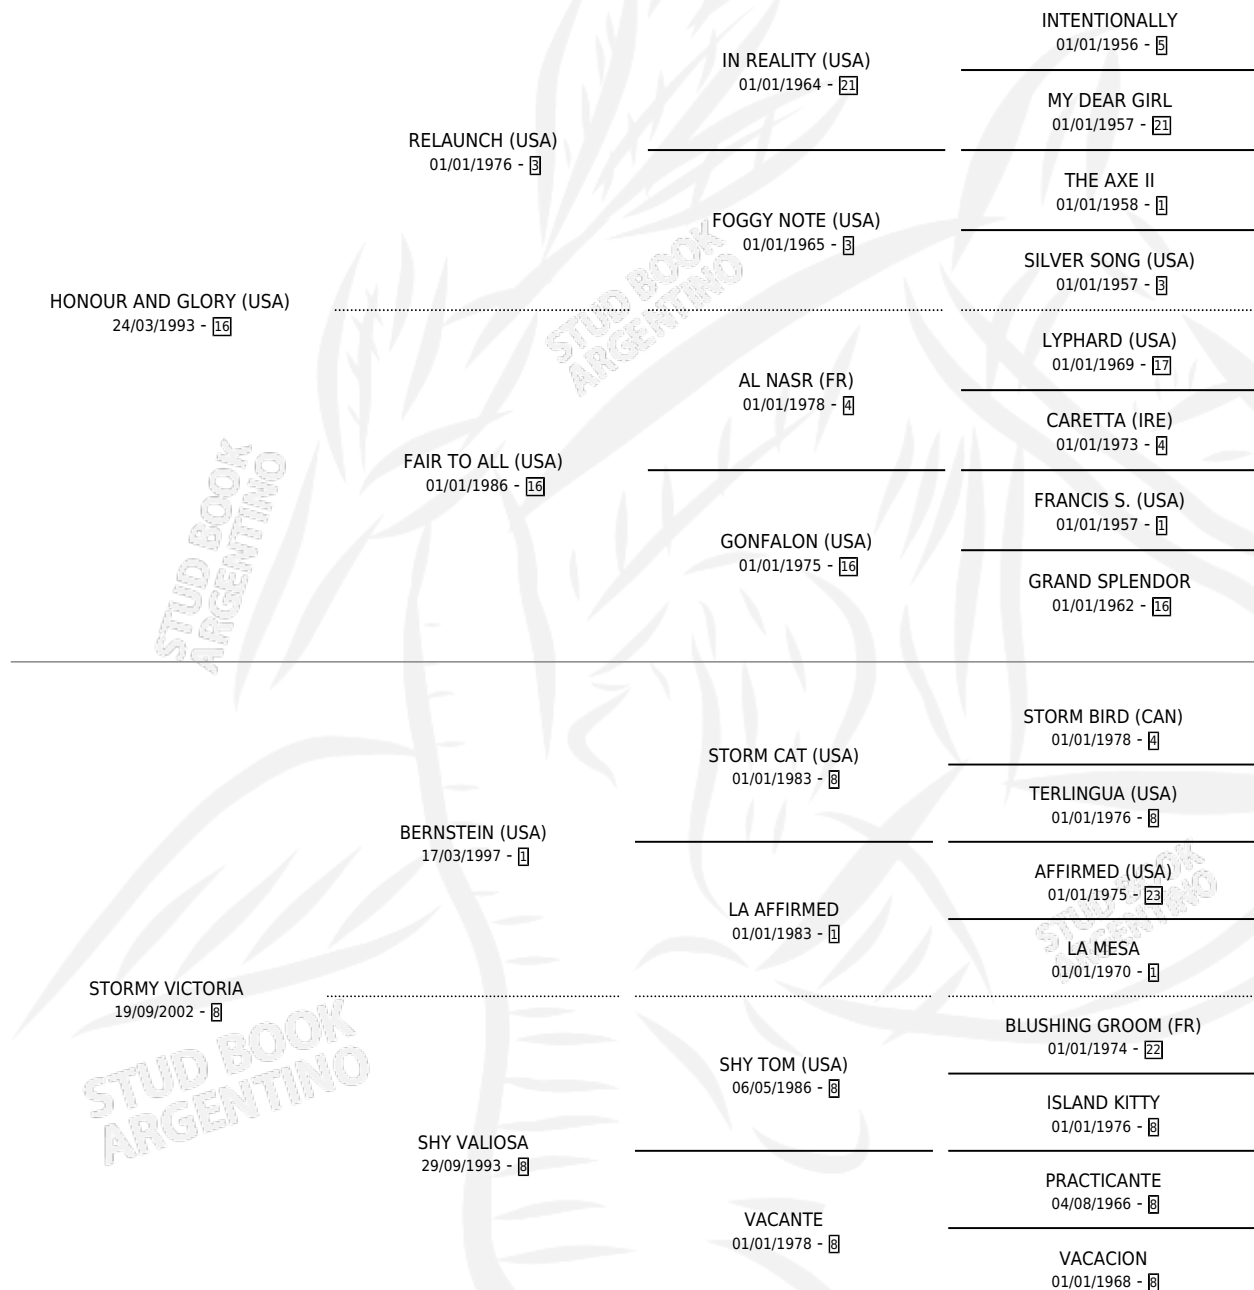 INTENTIONALLY
01/01/1956 - 5
IN REALITY (USA)
01/01/1964 - 21
MY DEAR GIRL
01/01/1957 - 21
RELAUNCH (USA)
01/01/1976 - 3
THE AXE II
01/01/1958 - 1
FOGGY NOTE (USA)
01/01/1965 - 3
SILVER SONG (USA)
01/01/1957 - 3
HONOUR AND GLORY (USA)
24/03/1993 - 16
LYPHARD (USA)
01/01/1969 - 17
AL NASR (FR)
01/01/1978 - 4
CARETTA (IRE)
01/01/1973 - 4
FAIR TO ALL (USA)
01/01/1986 - 16
FRANCIS S. (USA)
01/01/1957 - 1
GONFALON (USA)
01/01/1975 - 16
GRAND SPLENDOR
01/01/1962 - 16
STORM BIRD (CAN)
01/01/1978 - 4
STORM CAT (USA)
01/01/1983 - 8
TERLINGUA (USA)
01/01/1976 - 8
BERNSTEIN (USA)
17/03/1997 - 1
AFFIRMED (USA)
01/01/1975 - 23
LA AFFIRMED
01/01/1983 - 1
LA MESA
01/01/1970 - 1
STORMY VICTORIA
19/09/2002 - 8
BLUSHING GROOM (FR)
01/01/1974 - 22
SHY TOM (USA)
06/05/1986 - 8
ISLAND KITTY
01/01/1976 - 8
SHY VALIOSA
29/09/1993 - 8
PRACTICANTE
04/08/1966 - 8
VACANTE
01/01/1978 - 8
VACACION
01/01/1968 - 8
STUD BOOK
ARGENTINO
STUD BOOK
ARGENTINO
STUD BOOK
ARGENTINO
STUD BOOK
ARGENTINO